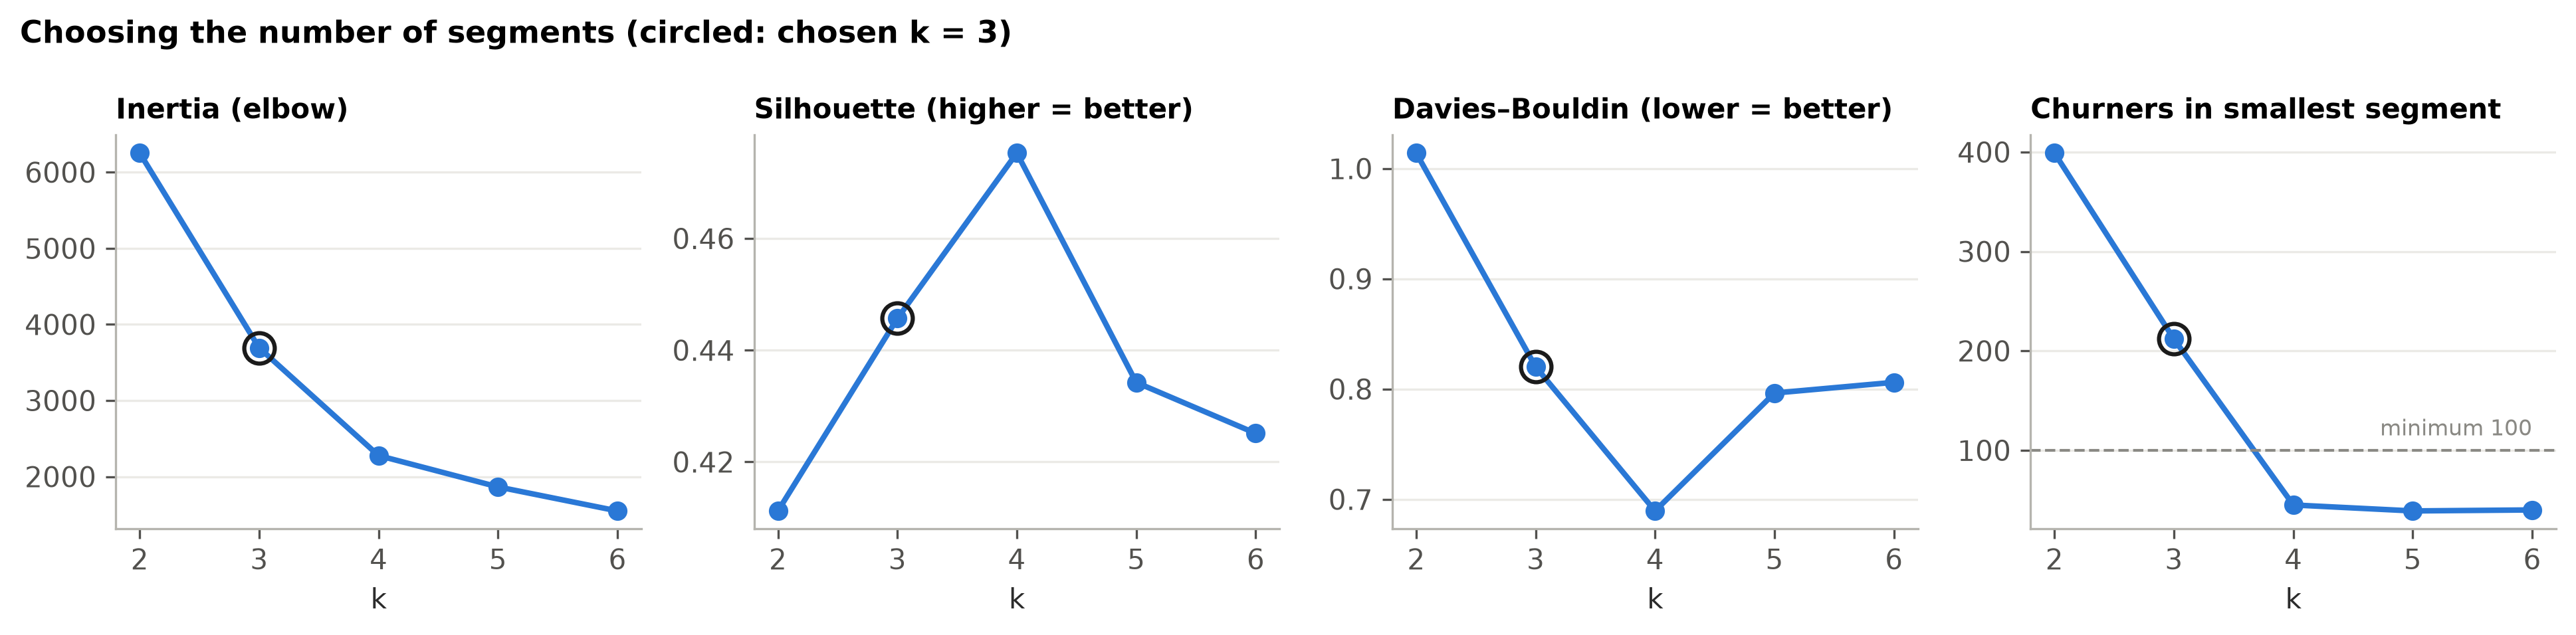 Choosing the number of segments (circled: chosen k = 3)
Inertia (elbow)
6000
5000
4000
3000
2000
2 3 4 5 6
k
Silhouette (higher = better)
0.46
0.44
0.42
2 3 4 5 6
k
Davies–Bouldin (lower = better)
1.0
0.9
0.8
0.7
2 3 4 5 6
k
Churners in smallest segment
400
300
200
100
minimum 100
2 3 4 5 6
k